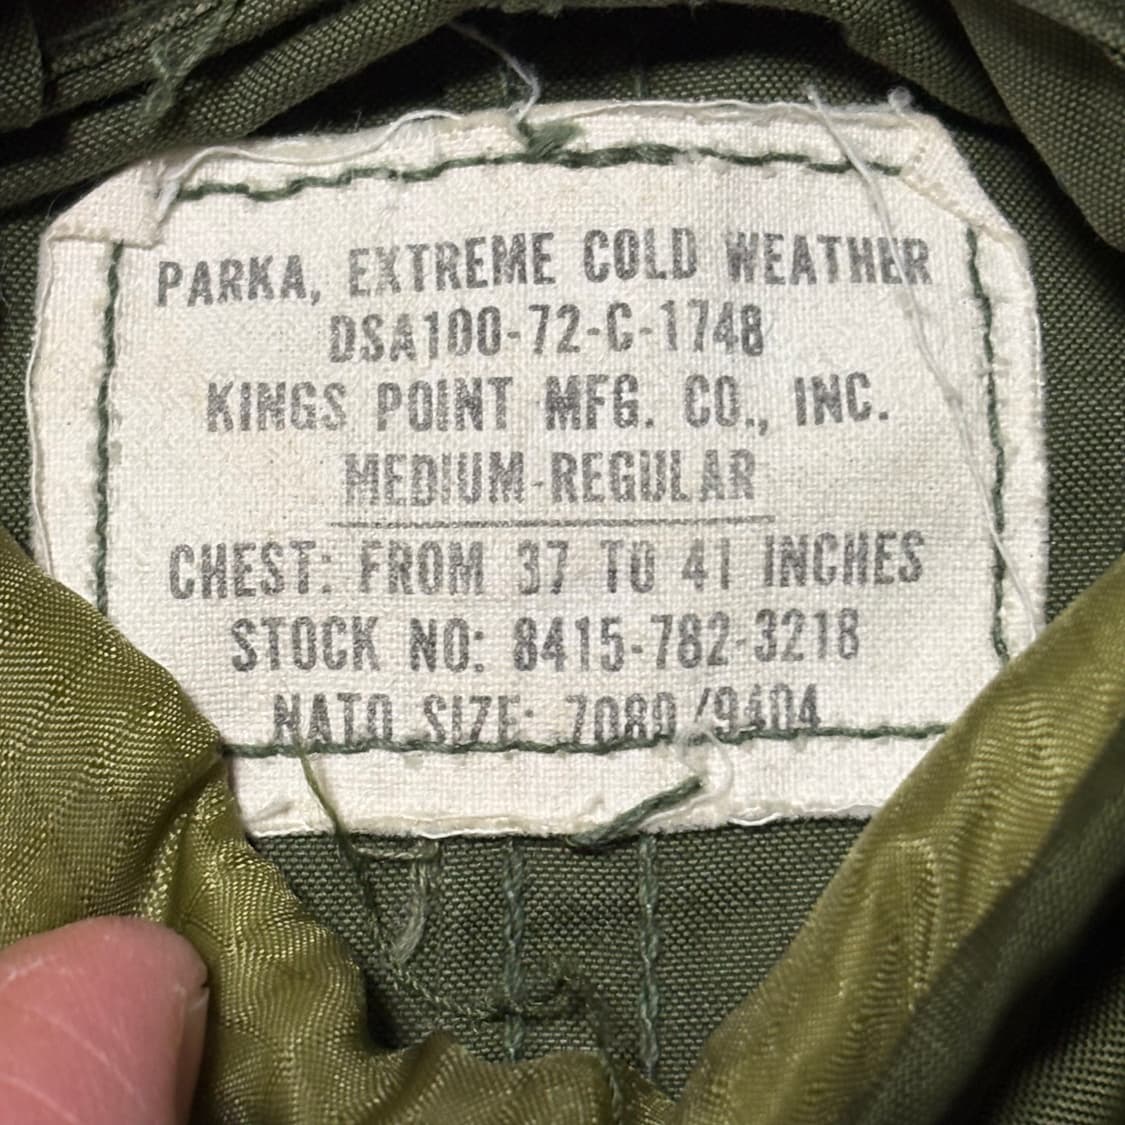 PARKA, EXTREME COLD WEATHER
DSA100-72-C-1748
KINGS POINT MFG. CO., INC.
MEDIUM-REGULAR
CHEST: FROM 37 TO 41 INCHES
STOCK NO: 8415-782-3218
NATO SIZE: 7080/9404